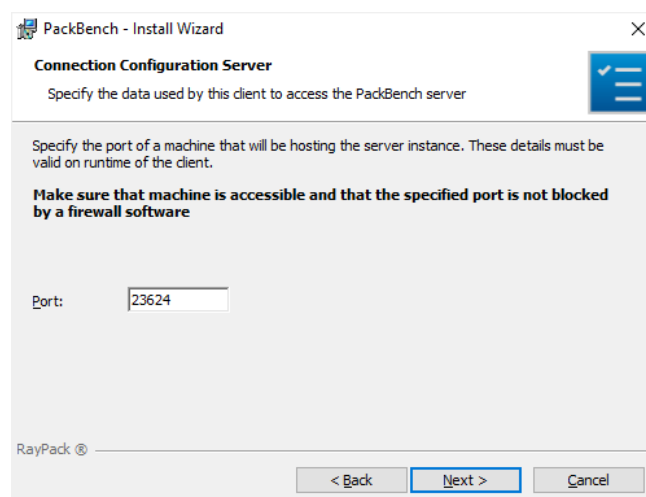 PackBench - Install Wizard
Connection Configuration Server
Specify the data used by this client to access the PackBench server
Specify the port of a machine that will be hosting the server instance. These details must be
valid on runtime of the client.
Make sure that machine is accessible and that the specified port is not blocked
by a firewall software
Port: 23624
RayPack ®
< Back Next > Cancel